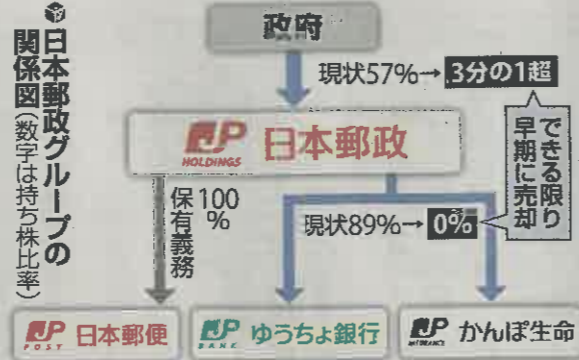 日本郵政グループの
関係図(数字は持ち株比率)
政府
現状57%→3分の1超
JP 日本郵政
HOLDINGS
できる限り
早期に売却
保有義務
100
%
現状89%→0%
JP 日本郵便
POST
JP ゆうちょ銀行
BANK
JP かんぽ生命
INSURANCE